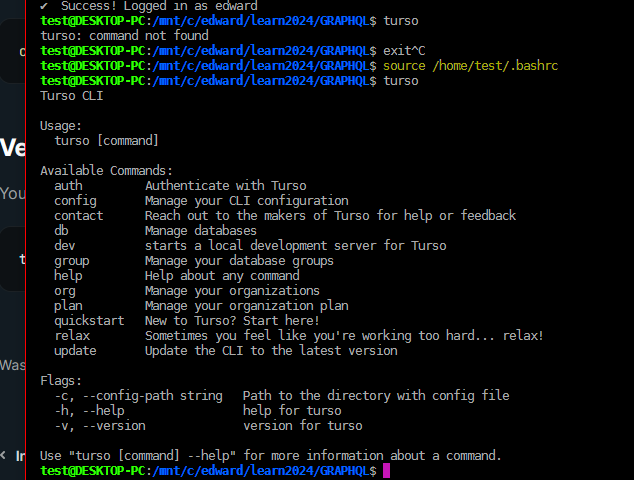 ✔ Success! Logged in as edward
test@DESKTOP-PC:/mnt/c/edward/learn2024/GRAPHQL$ turso
turso: command not found
test@DESKTOP-PC:/mnt/c/edward/learn2024/GRAPHQL$ exit^C
test@DESKTOP-PC:/mnt/c/edward/learn2024/GRAPHQL$ source /home/test/.bashrc
test@DESKTOP-PC:/mnt/c/edward/learn2024/GRAPHQL$ turso
Turso CLI
Usage:
turso [command]
Available Commands:
auth Authenticate with Turso
config Manage your CLI configuration
contact Reach out to the makers of Turso for help or feedback
db Manage databases
dev starts a local development server for Turso
group Manage your database groups
help Help about any command
org Manage your organizations
plan Manage your organization plan
quickstart New to Turso? Start here!
relax Sometimes you feel like you're working too hard... relax!
update Update the CLI to the latest version
Flags:
-c, --config-path string Path to the directory with config file
-h, --help help for turso
-v, --version version for turso
Use "turso [command] --help" for more information about a command.
test@DESKTOP-PC:/mnt/c/edward/learn2024/GRAPHQL$
Ve
You
t
Was
< In